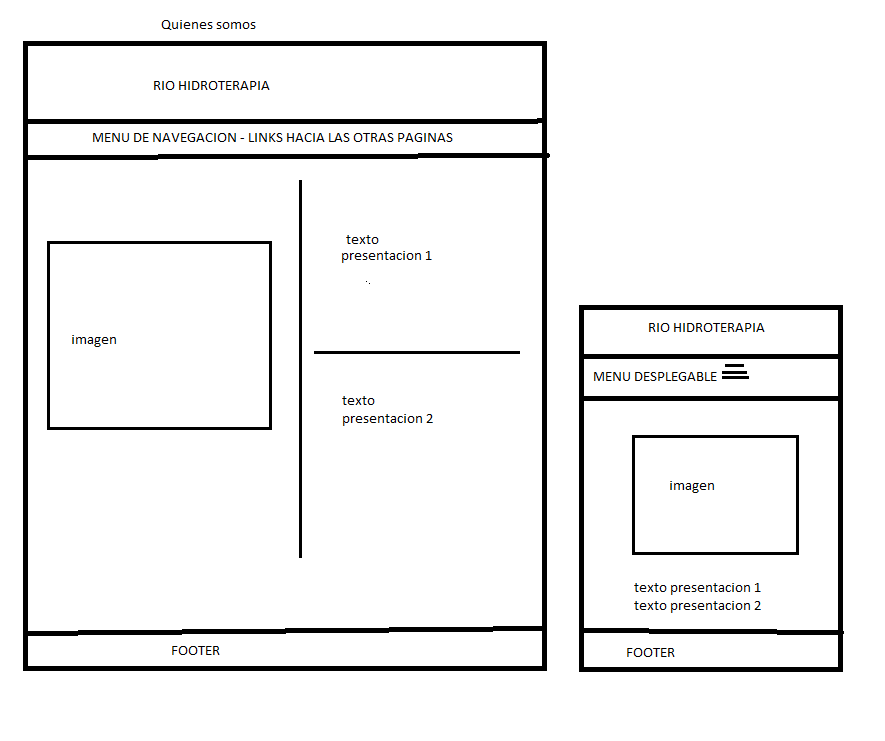 Quienes somos
RIO HIDROTERAPIA
MENU DE NAVEGACION - LINKS HACIA LAS OTRAS PAGINAS
imagen
texto
presentacion 1
texto
presentacion 2
FOOTER
RIO HIDROTERAPIA
MENU DESPLEGABLE
imagen
texto presentacion 1
texto presentacion 2
FOOTER